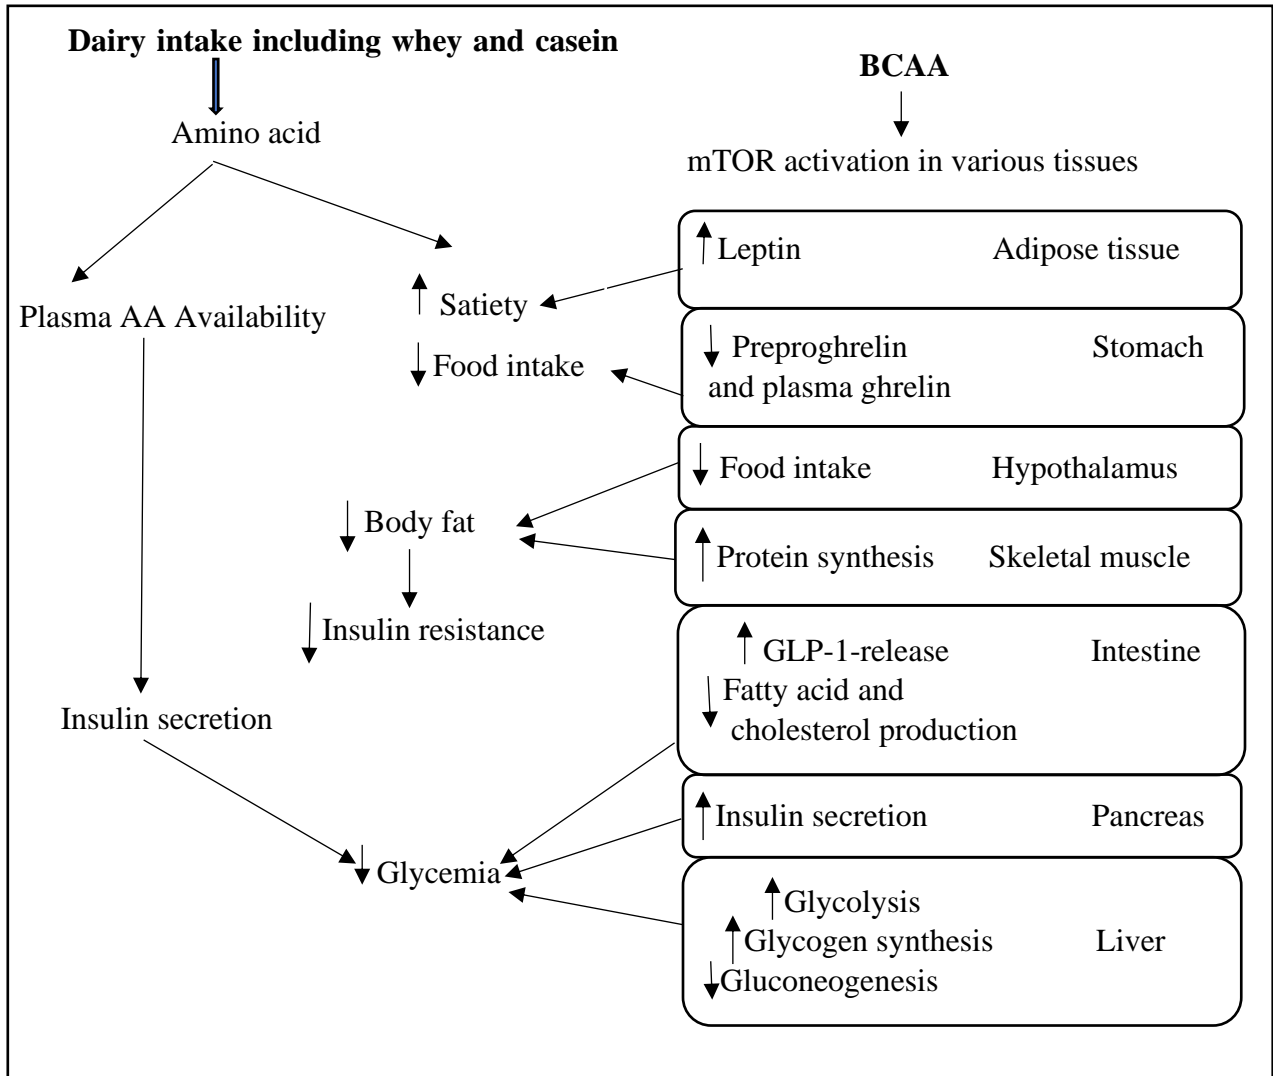 Dairy intake including whey and casein
Amino acid
Plasma AA Availability
Satiety
Food intake
Body fat
Insulin resistance
Insulin secretion
Glycemia
BCAA
mTOR activation in various tissues
Leptin Adipose tissue
Preproghrelin Stomach
and plasma ghrelin
Food intake Hypothalamus
Protein synthesis Skeletal muscle
GLP-1-release Intestine
Fatty acid and
cholesterol production
Insulin secretion Pancreas
Glycolysis
Glycogen synthesis Liver
Gluconeogenesis